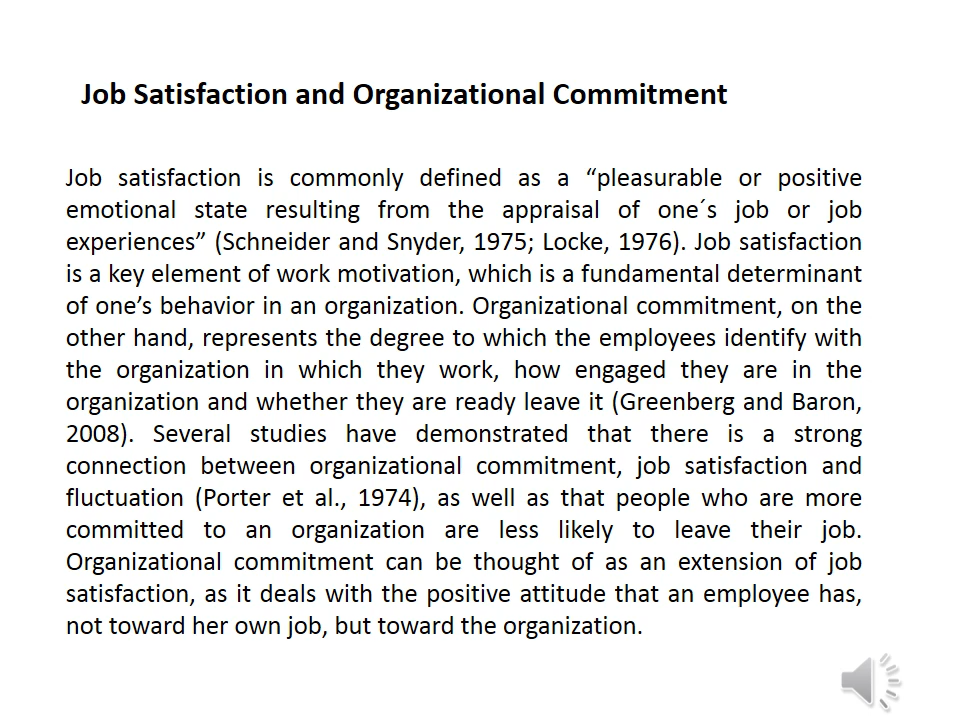 Job Satisfaction and Organizational Commitment
Job satisfaction is commonly defined as a “pleasurable or positive
emotional state resulting from the appraisal of one´s job or job
experiences” (Schneider and Snyder, 1975; Locke, 1976). Job satisfaction
is a key element of work motivation, which is a fundamental determinant
of one’s behavior in an organization. Organizational commitment, on the
other hand, represents the degree to which the employees identify with
the organization in which they work, how engaged they are in the
organization and whether they are ready leave it (Greenberg and Baron,
2008). Several studies have demonstrated that there is a strong
connection between organizational commitment, job satisfaction and
fluctuation (Porter et al., 1974), as well as that people who are more
committed to an organization are less likely to leave their job.
Organizational commitment can be thought of as an extension of job
satisfaction, as it deals with the positive attitude that an employee has,
not toward her own job, but toward the organization.